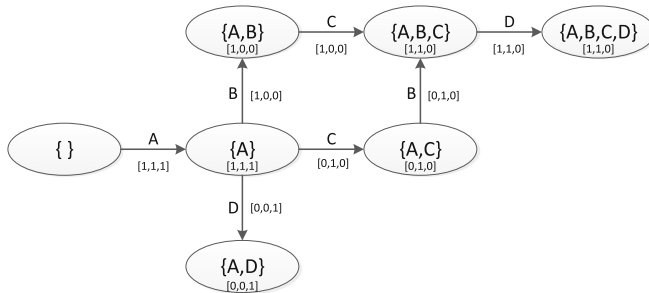 {A,B}
[1,0,0]
C
[1,0,0]
{A,B,C}
[1,1,0]
D
[1,1,0]
{A,B,C,D}
[1,1,0]
B
[1,0,0]
B
[0,1,0]
{ }
A
[1,1,1]
{A}
[1,1,1]
C
[0,1,0]
{A,C}
[0,1,0]
D
[0,0,1]
{A,D}
[0,0,1]